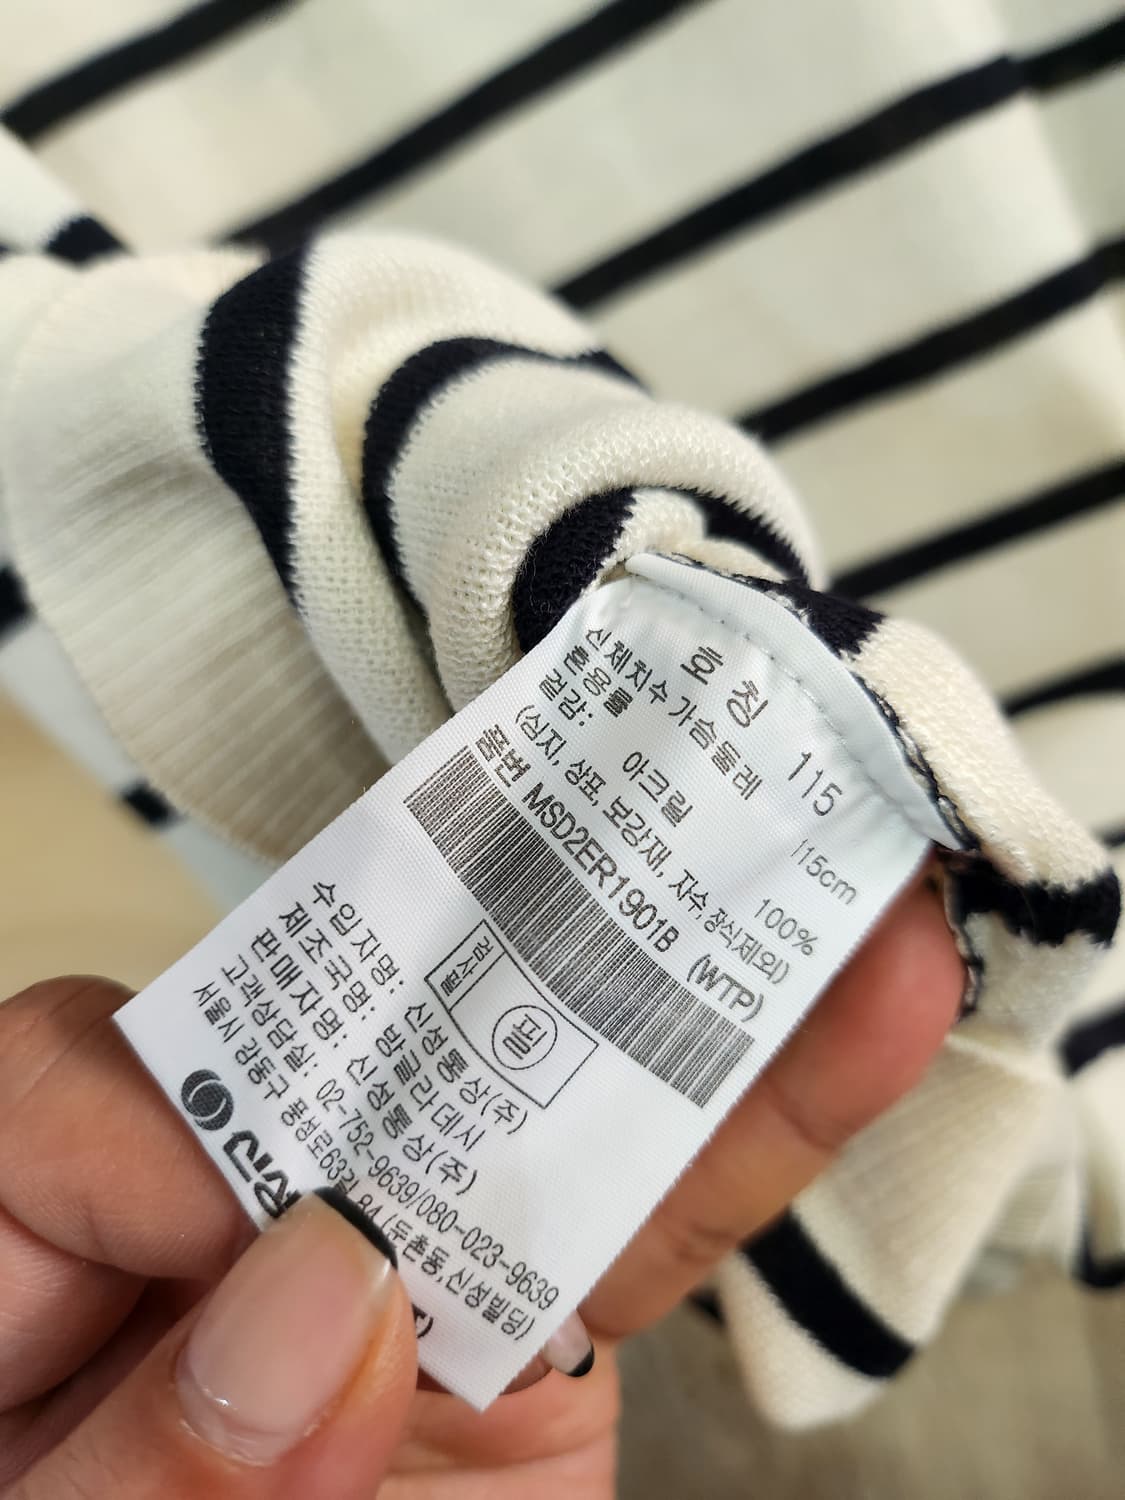 호 칭 115
신체치수 가슴둘레 115cm
혼용률
겉감: 아크릴 100%
(심지, 상표, 보강재, 자수, 장식제외)
품번 MSD2ER1901B (WTP)
검사필 필
수입자명: 신성통상(주)
제조국명: 방글라데시
판매자명: 신성통상(주)
고객상담실: 02-752-9639/080-023-9639
서울시 강동구 풍성로63길 84 (둔촌동,신성빌딩)